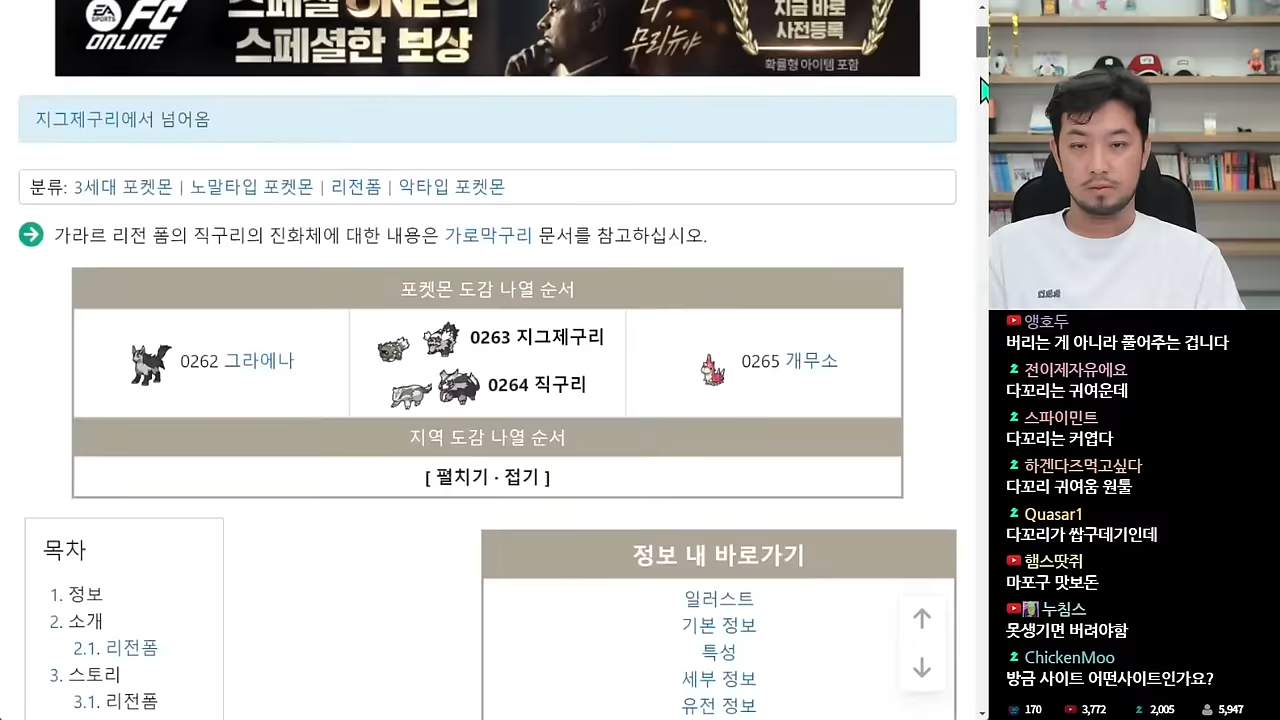 EA
SPORTS
FC
ONLINE
스페셜 ONE의
스페셜한 보상
나,
무리뉴야
지금 바로
사전등록
확률형 아이템 포함
지그제구리에서 넘어옴
분류: 3세대 포켓몬 | 노말타입 포켓몬 | 리전폼 | 악타입 포켓몬
가라르 리전 폼의 직구리의 진화체에 대한 내용은 가로막구리 문서를 참고하십시오.
포켓몬 도감 나열 순서
0262 그라에나
0263 지그제구리
0264 직구리
0265 개무소
지역 도감 나열 순서
[ 펼치기 · 접기 ]
목차
1. 정보
2. 소개
2.1. 리전폼
3. 스토리
3.1. 리전폼
정보 내 바로가기
일러스트
기본 정보
특성
세부 정보
유전 정보
앵호두
버리는 게 아니라 풀어주는 겁니다
전이제자유에요
다꼬리는 귀여운데
스파이민트
다꼬리는 커엽다
하겐다즈먹고싶다
다꼬리 귀여움 원툴
Quasar1
다꼬리가 쌉구데기인데
햄스땃쥐
마포구 맛보돈
누침스
못생기면 버려야함
ChickenMoo
방금 사이트 어떤사이트인가요?
170 3,772 2,005 5,947